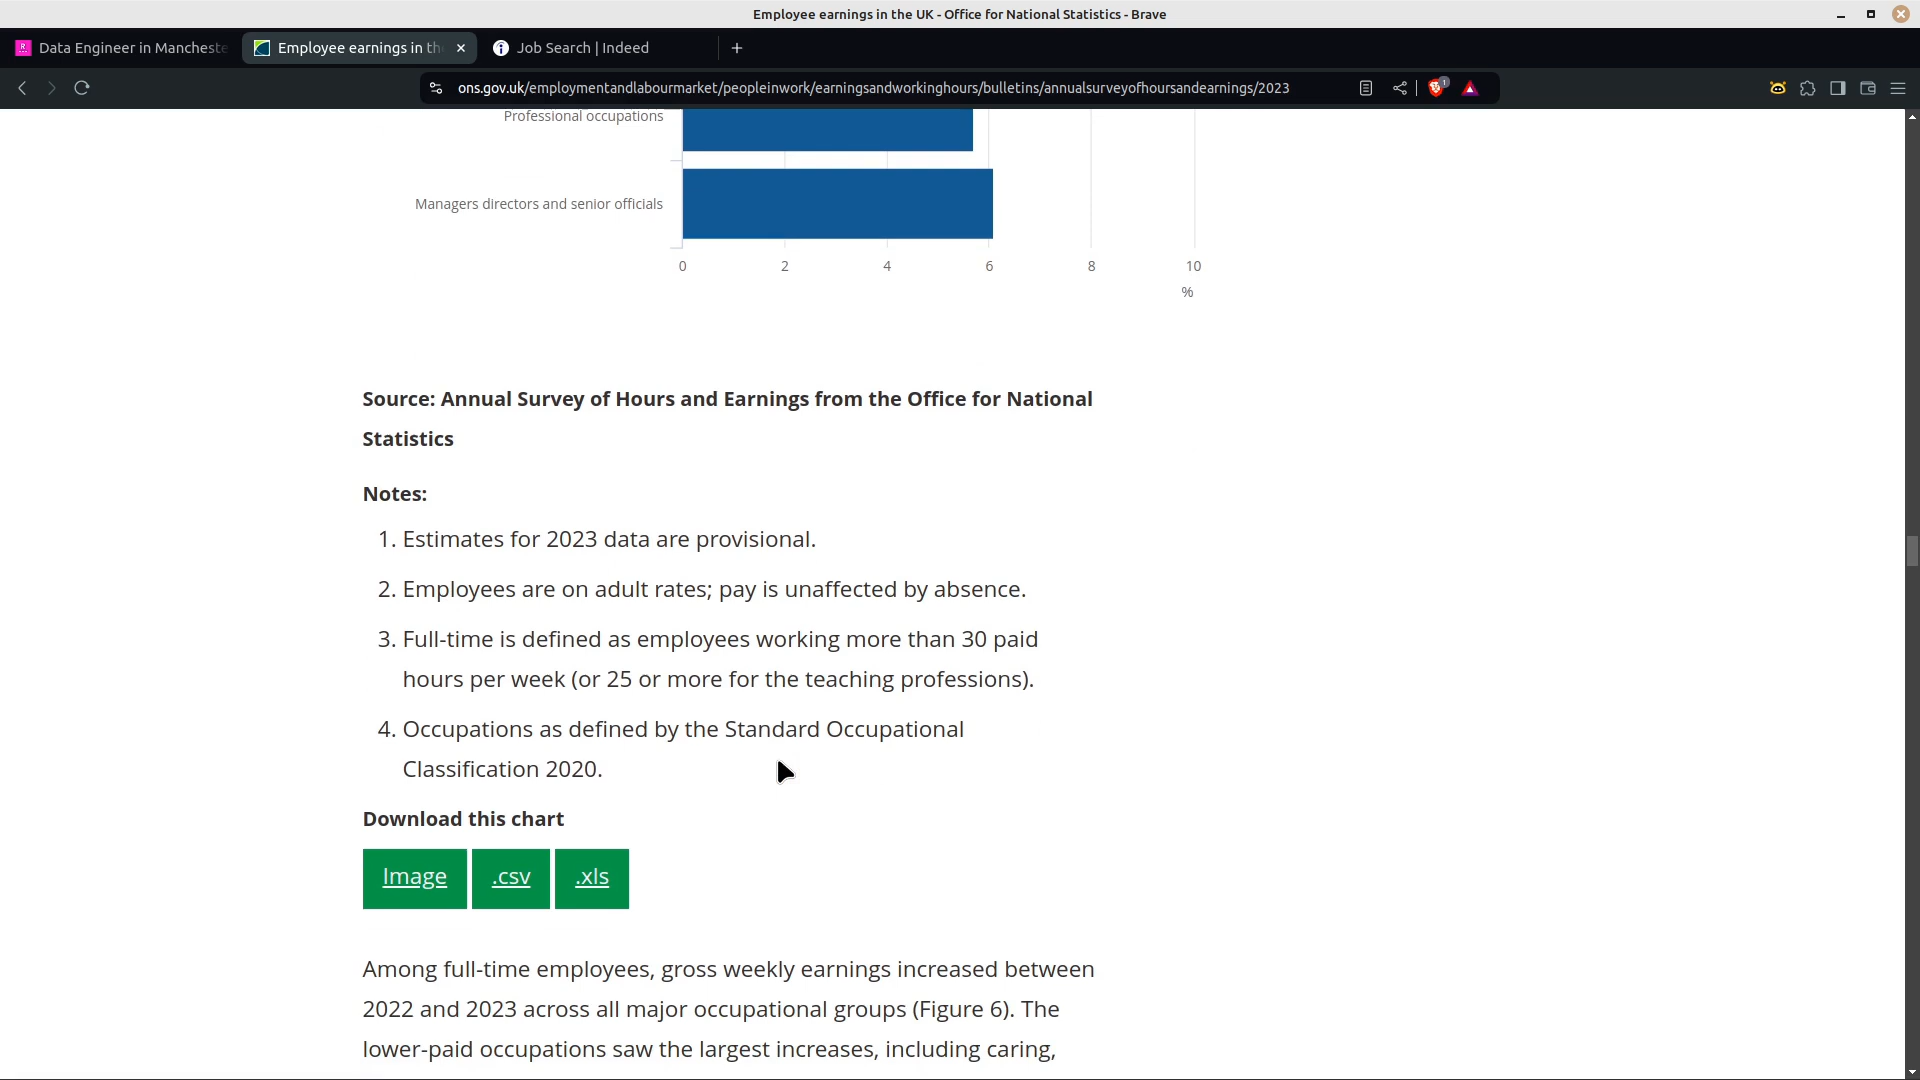 Employee earnings in the UK - Office for National Statistics - Brave
Data Engineer in Mancheste
Employee earnings in th
Job Search | Indeed
ons.gov.uk/employmentandlabourmarket/peopleinwork/earningsandworkinghours/bulletins/annualsurveyofhoursandearnings/2023
1
Professional occupations
Managers directors and senior officials
0 2 4 6 8 10
%
Source: Annual Survey of Hours and Earnings from the Office for National
Statistics
Notes:
1. Estimates for 2023 data are provisional.
2. Employees are on adult rates; pay is unaffected by absence.
3. Full-time is defined as employees working more than 30 paid
hours per week (or 25 or more for the teaching professions).
4. Occupations as defined by the Standard Occupational
Classification 2020.
Download this chart
Image .csv .xls
Among full-time employees, gross weekly earnings increased between
2022 and 2023 across all major occupational groups (Figure 6). The
lower-paid occupations saw the largest increases, including caring,